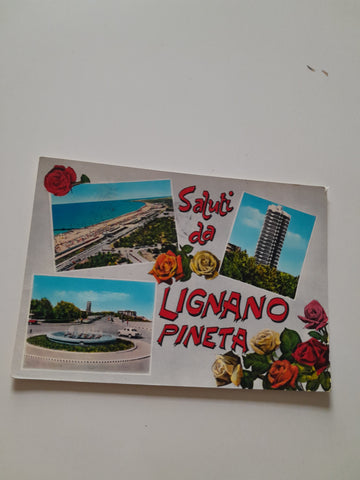 Saluti
da
LIGNANO
PINETA